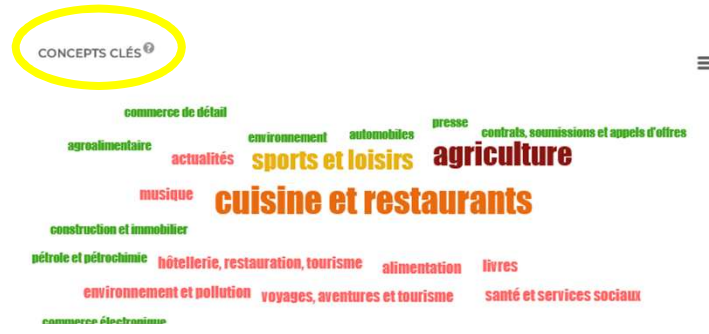 CONCEPTS CLÉS
commerce de détail
presse
environnement automobiles contrats, soumissions et appels d'offres
agroalimentaire actualités sports et loisirs agriculture
musique cuisine et restaurants
construction et immobilier
pétrole et pétrochimie hôtellerie, restauration, tourisme alimentation livres
environnement et pollution voyages, aventures et tourisme santé et services sociaux
commerce électronique